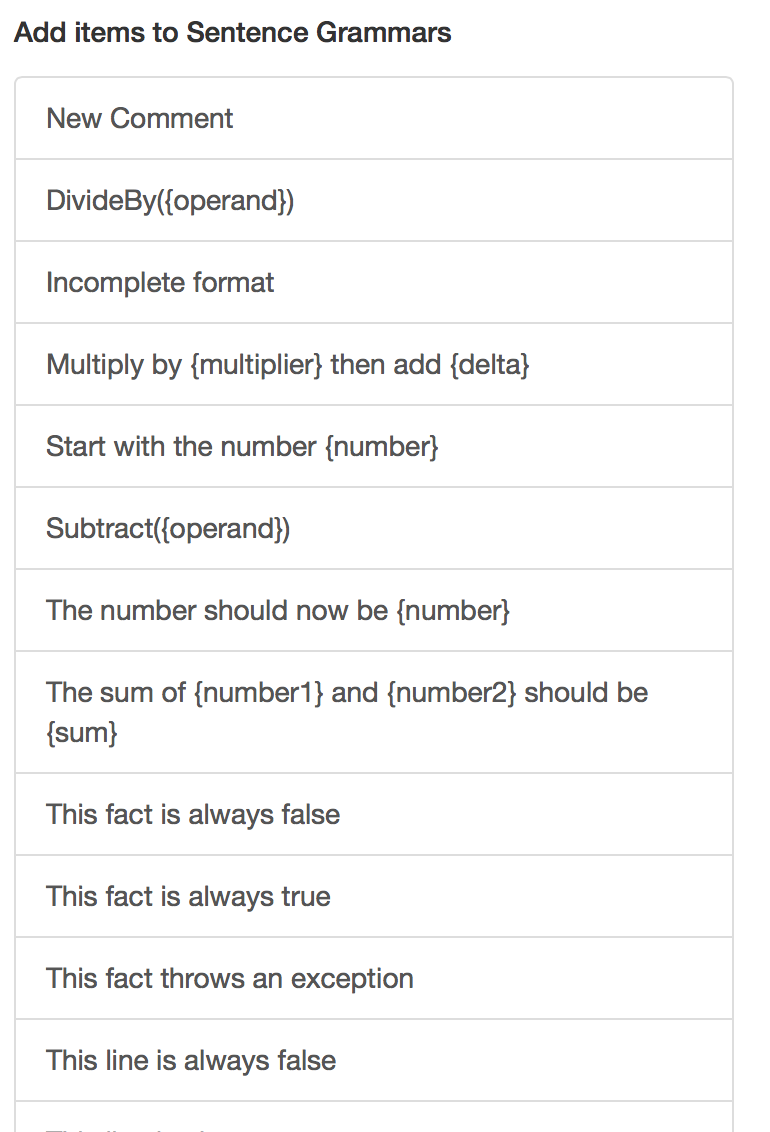 Add items to Sentence Grammars
New Comment
DivideBy({operand})
Incomplete format
Multiply by {multiplier} then add {delta}
Start with the number {number}
Subtract({operand})
The number should now be {number}
The sum of {number1} and {number2} should be
{sum}
This fact is always false
This fact is always true
This fact throws an exception
This line is always false